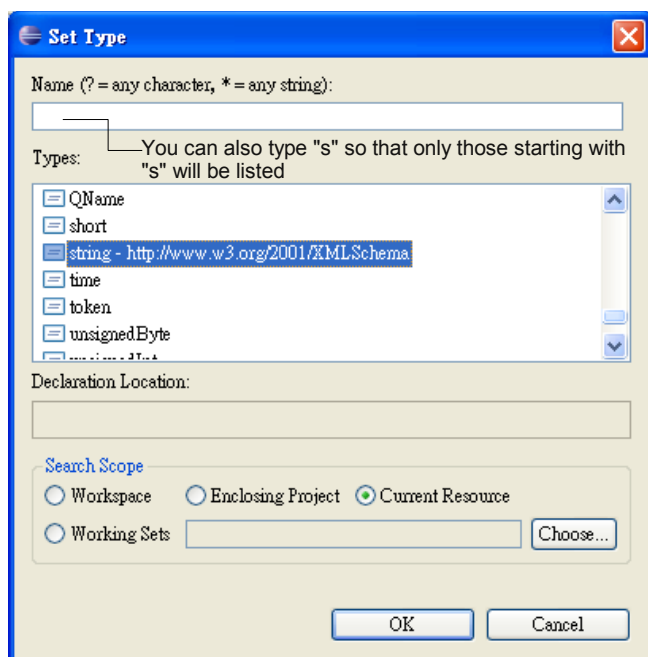 Set Type
Name (? = any character, * = any string):
You can also type "s" so that only those starting with
"s" will be listed
Types:
QName
short
string - http://www.w3.org/2001/XMLSchema
time
token
unsignedByte
unsignedInt
Declaration Location:
Search Scope
Workspace Enclosing Project Current Resource
Working Sets Choose...
OK Cancel